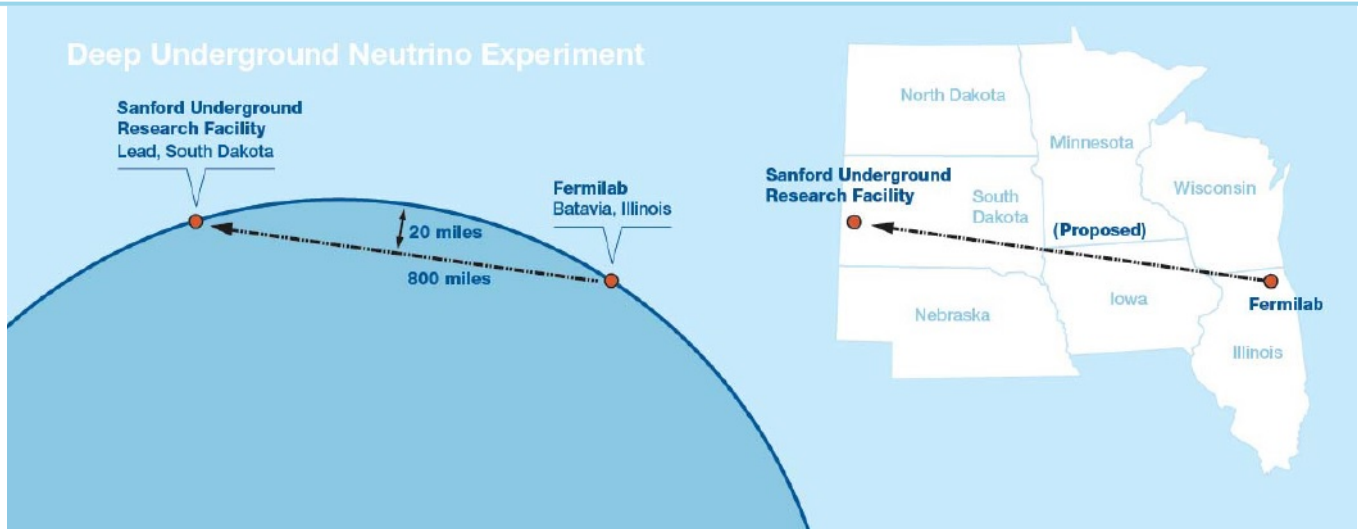 Deep Underground Neutrino Experiment
Sanford Underground
Research Facility
Lead, South Dakota
Fermilab
Batavia, Illinois
20 miles
800 miles
North Dakota
Minnesota
Wisconsin
Sanford Underground
Research Facility
South
Dakota
(Proposed)
Iowa
Nebraska
Fermilab
Illinois